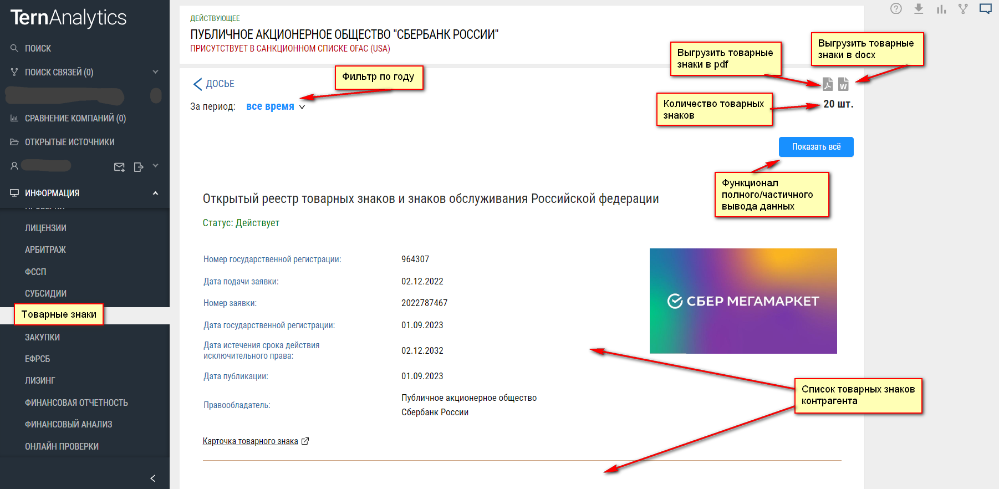 TernAnalytics
ПОИСК
ПОИСК СВЯЗЕЙ (0)
СРАВНЕНИЕ КОМПАНИЙ (0)
ОТКРЫТЫЕ ИСТОЧНИКИ
ИНФОРМАЦИЯ
ПРОВЕРКИ
ЛИЦЕНЗИИ
АРБИТРАЖ
ФССП
СУБСИДИИ
Товарные знаки
ЗАКУПКИ
ЕФРСБ
ЛИЗИНГ
ФИНАНСОВАЯ ОТЧЕТНОСТЬ
ФИНАНСОВЫЙ АНАЛИЗ
ОНЛАЙН ПРОВЕРКИ
ДЕЙСТВУЮЩЕЕ
ПУБЛИЧНОЕ АКЦИОНЕРНОЕ ОБЩЕСТВО "СБЕРБАНК РОССИИ"
ПРИСУТСТВУЕТ В САНКЦИОННОМ СПИСКЕ OFAC (USA)
Выгрузить товарные
знаки в pdf
Выгрузить товарные
знаки в docx
ДОСЬЕ
Фильтр по году
За период: все время
Количество товарных
знаков
20 шт.
Показать всё
Функционал
полного/частичного
вывода данных
Открытый реестр товарных знаков и знаков обслуживания Российской федерации
Статус: Действует
Номер государственной регистрации: 964307
Дата подачи заявки: 02.12.2022
Номер заявки: 2022787467
Дата государственной регистрации: 01.09.2023
Дата истечения срока действия
исключительного права: 02.12.2032
Дата публикации: 01.09.2023
Правообладатель: Публичное акционерное общество
Сбербанк России
СБЕР МЕГАМАРКЕТ
Список товарных знаков
контрагента
Карточка товарного знака